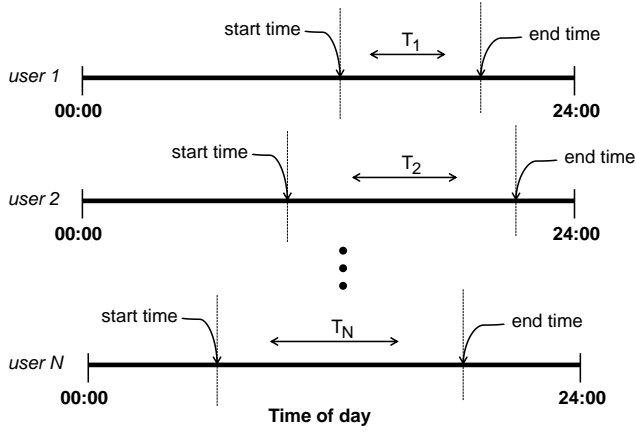 start time T1 end time
user 1
00:00 24:00
start time T2 end time
user 2
00:00 24:00
start time TN end time
user N
00:00 24:00
Time of day